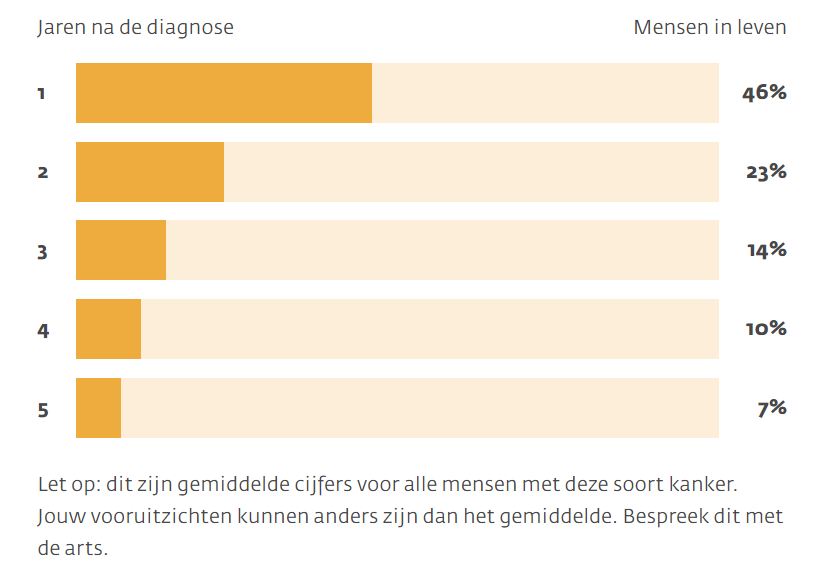 Jaren na de diagnose Mensen in leven
1 46%
2 23%
3 14%
4 10%
5 7%
Let op: dit zijn gemiddelde cijfers voor alle mensen met deze soort kanker.
Jouw vooruitzichten kunnen anders zijn dan het gemiddelde. Bespreek dit met
de arts.